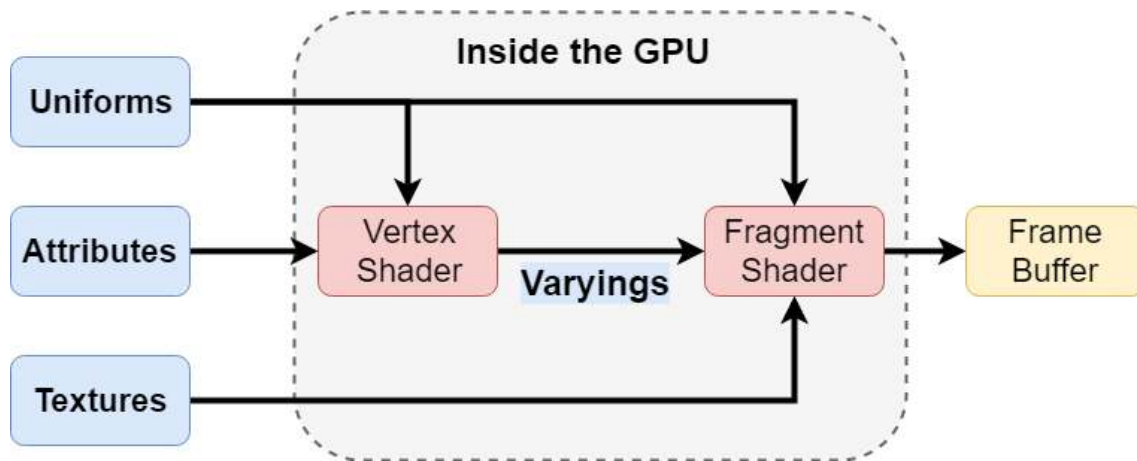 Inside the GPU
Uniforms
Attributes
Vertex
Shader
Varyings
Fragment
Shader
Frame
Buffer
Textures